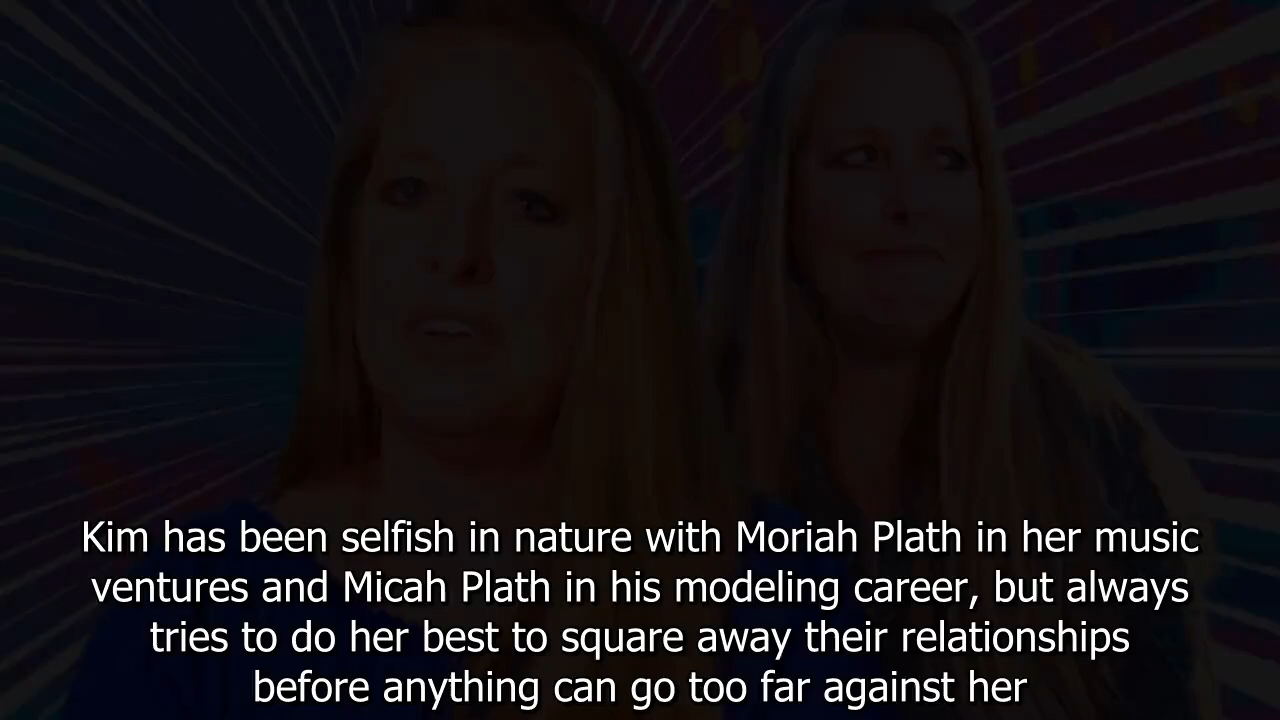 Kim has been selfish in nature with Moriah Plath in her music
ventures and Micah Plath in his modeling career, but always
tries to do her best to square away their relationships
before anything can go too far against her